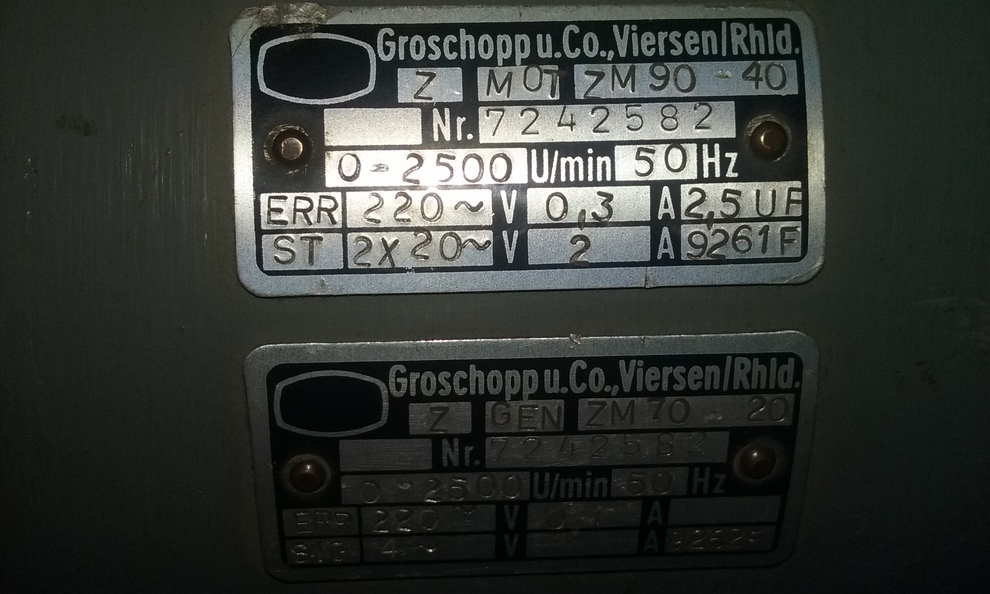 Groschopp u. Co., Viersen/Rhld.
Z MOT ZM 90 - 40
Nr. 7242582
0-2500 U/min 50 Hz
ERR 220~ V 0,3 A 2,5 UF
ST 2X20~ V 2 A 9261F
Groschopp u. Co., Viersen/Rhld.
Z GEN ZM 70 - 20
Nr. 7242582
0-2500 U/min 50 Hz
ERR 220 V A
4 ~ V A